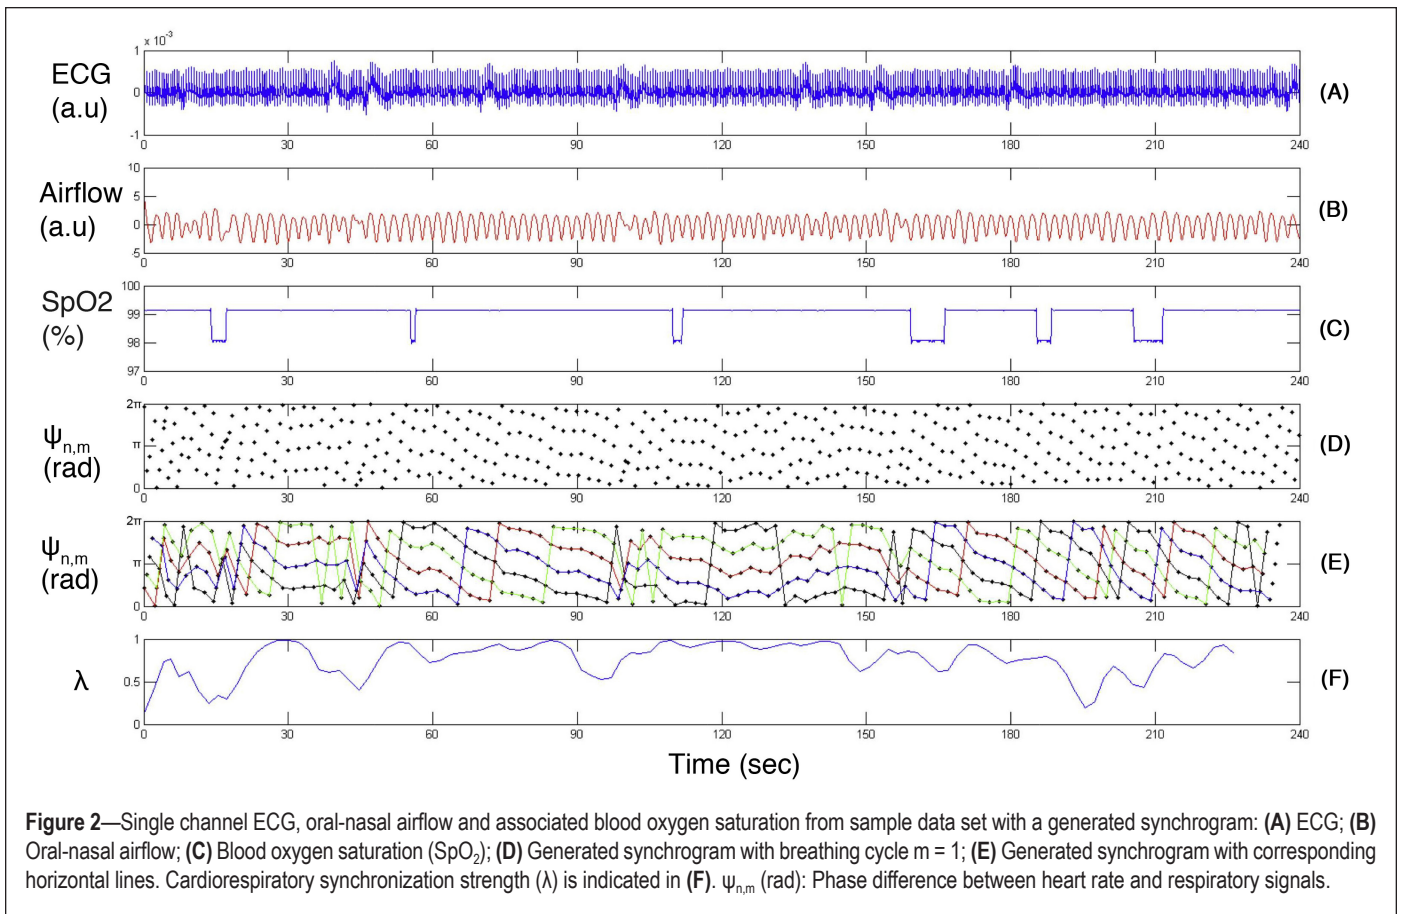 x 10⁻³
ECG
(a.u)
1
0
-1
0 30 60 90 120 150 180 210 240
(A)
Airflow
(a.u)
10
5
0
-5
0 30 60 90 120 150 180 210 240
(B)
SpO2
(%)
100
99
98
97
0 30 60 90 120 150 180 210 240
(C)
ψn,m
(rad)
2π
π
0
0 30 60 90 120 150 180 210 240
(D)
ψn,m
(rad)
2π
π
0
0 30 60 90 120 150 180 210 240
(E)
λ
1
0.5
0
0 30 60 90 120 150 180 210 240
(F)
Time (sec)
Figure 2—Single channel ECG, oral-nasal airflow and associated blood oxygen saturation from sample data set with a generated synchrogram: (A) ECG; (B)
Oral-nasal airflow; (C) Blood oxygen saturation (SpO₂); (D) Generated synchrogram with breathing cycle m = 1; (E) Generated synchrogram with corresponding
horizontal lines. Cardiorespiratory synchronization strength (λ) is indicated in (F). ψn,m (rad): Phase difference between heart rate and respiratory signals.